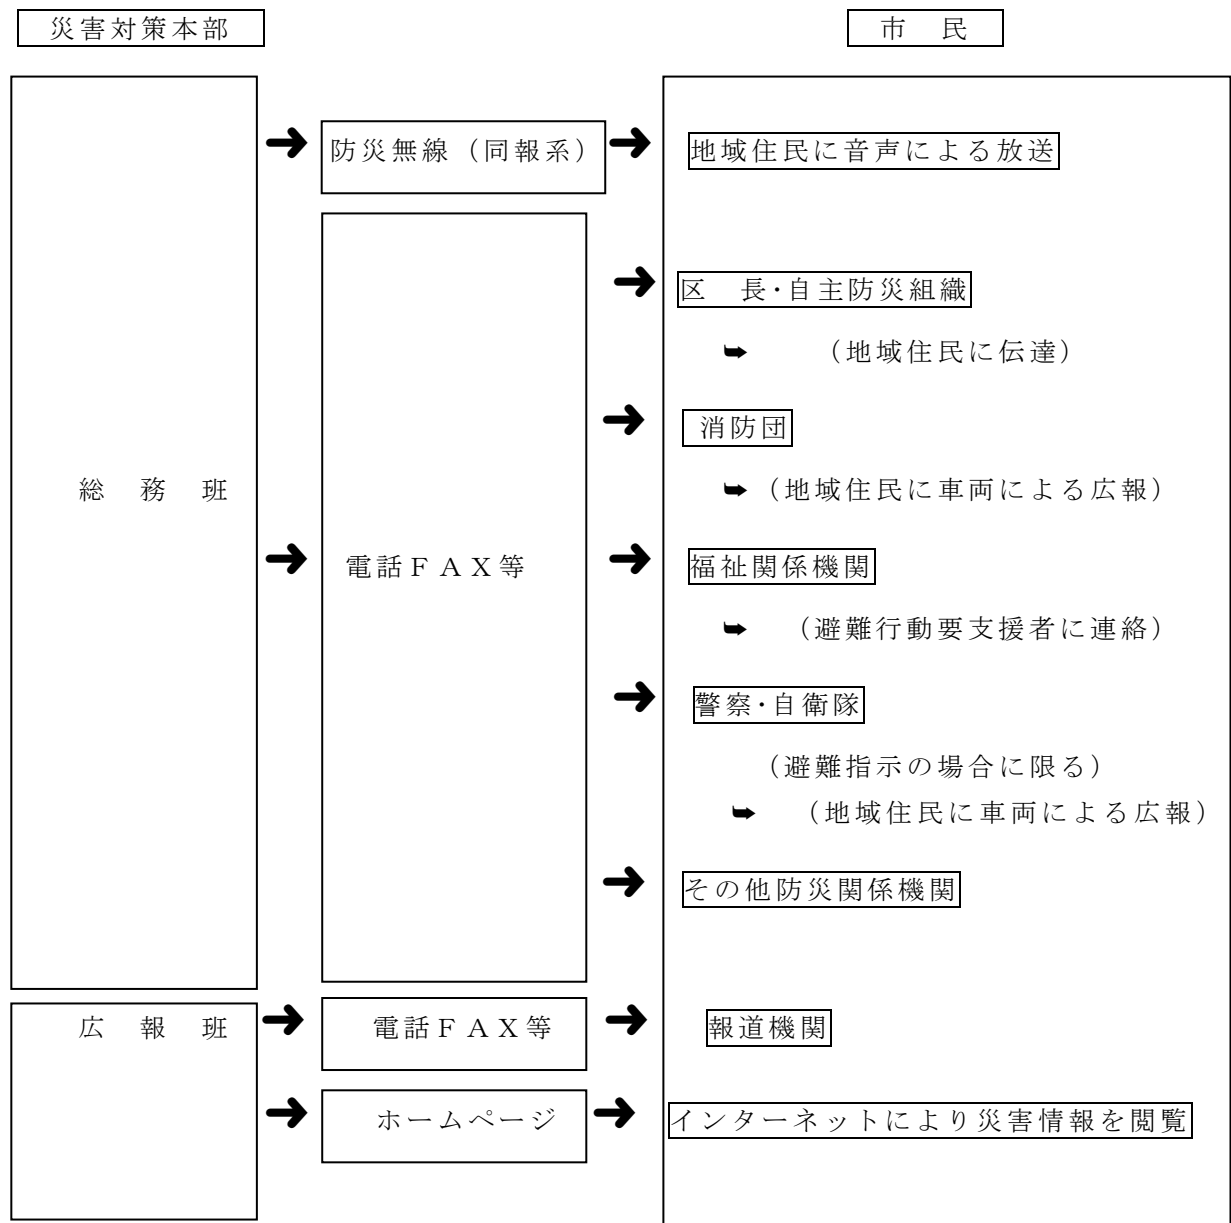 災害対策本部
市　民
防災無線（同報系）
地域住民に音声による放送
区　長・自主防災組織
（地域住民に伝達）
消防団
総　務　班
（地域住民に車両による広報）
電話ＦＡＸ等
福祉関係機関
（避難行動要支援者に連絡）
警察・自衛隊
（避難指示の場合に限る）
（地域住民に車両による広報）
その他防災関係機関
広　報　班
電話ＦＡＸ等
報道機関
ホームページ
インターネットにより災害情報を閲覧